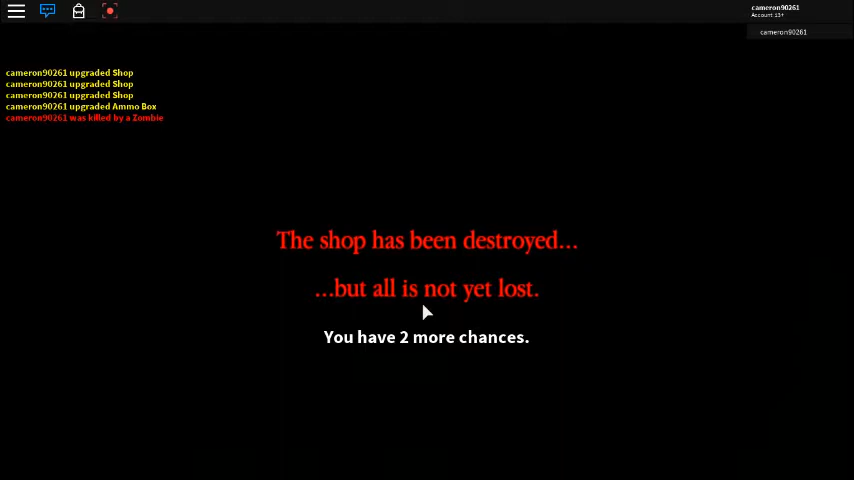 cameron90261
Account: 13+
cameron90261
cameron90261 upgraded Shop
cameron90261 upgraded Shop
cameron90261 upgraded Shop
cameron90261 upgraded Ammo Box
cameron90261 was killed by a Zombie
The shop has been destroyed...
...but all is not yet lost.
You have 2 more chances.